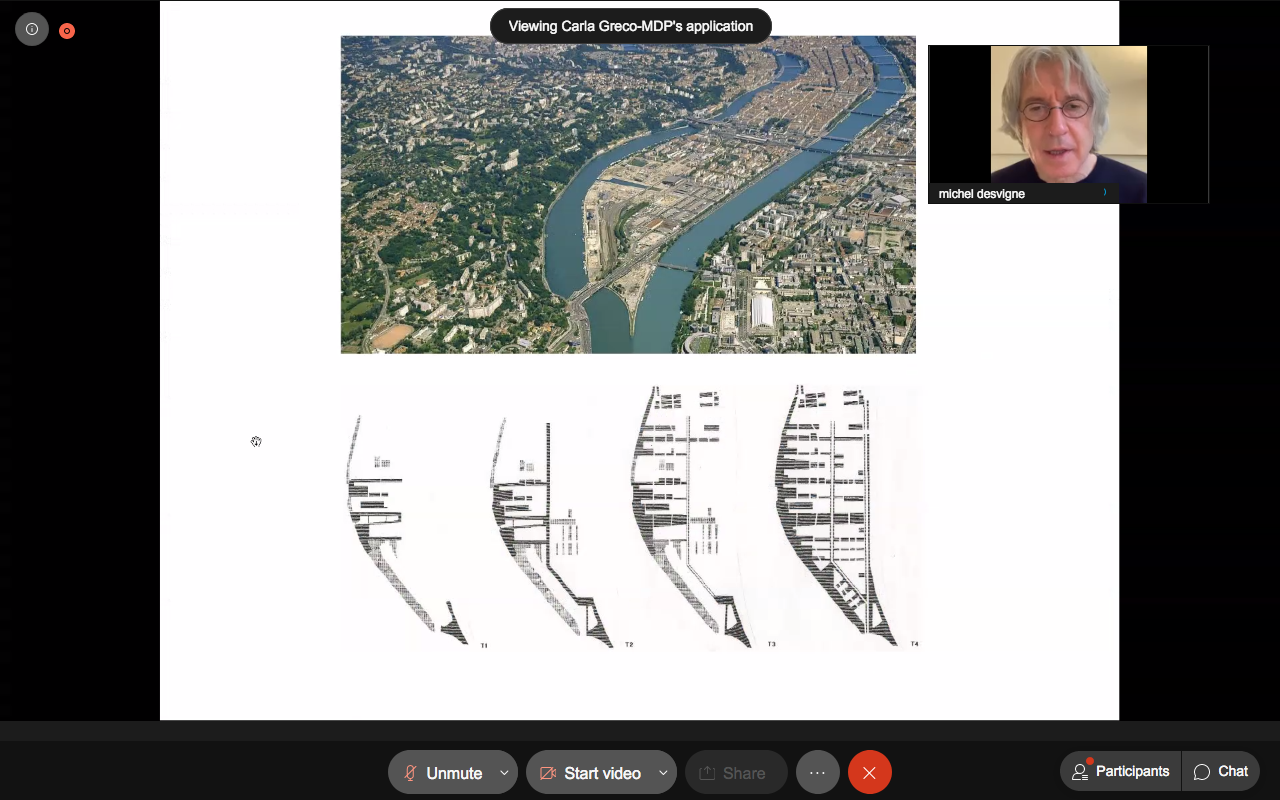 Viewing Carla Greco-MDP's application
michel desvigne
T1
T2
T3
T4
Unmute
Start video
Share
Participants
Chat